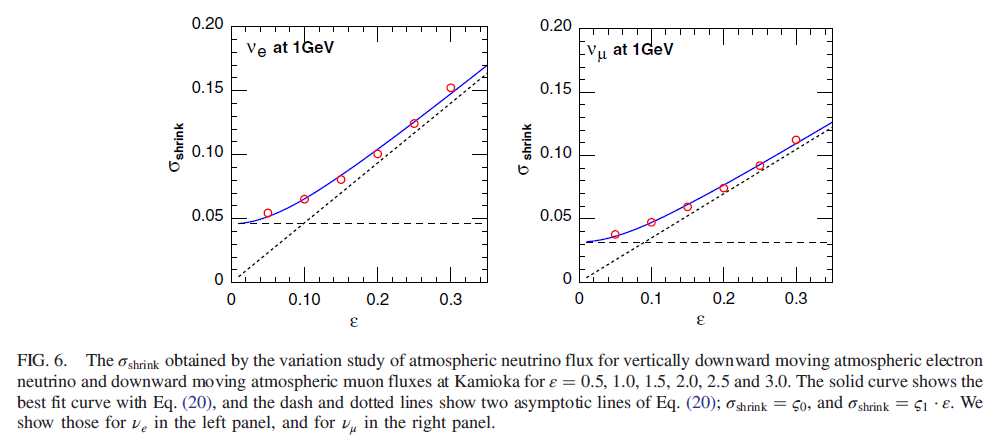 0.20
0.15
0.10
0.05
0
νe at 1GeV
σshrink
0
0.10
0.2
0.3
ε
0.20
0.15
0.10
0.05
0
νμ at 1GeV
σ shrink
0
0.1
0.2
0.3
ε
FIG. 6. The σshrink obtained by the variation study of atmospheric neutrino flux for vertically downward moving atmospheric electron
neutrino and downward moving atmospheric muon fluxes at Kamioka for ε = 0.5, 1.0, 1.5, 2.0, 2.5 and 3.0. The solid curve shows the
best fit curve with Eq. (20), and the dash and dotted lines show two asymptotic lines of Eq. (20); σshrink = ς0, and σshrink = ς1 · ε. We
show those for νe in the left panel, and for νμ in the right panel.